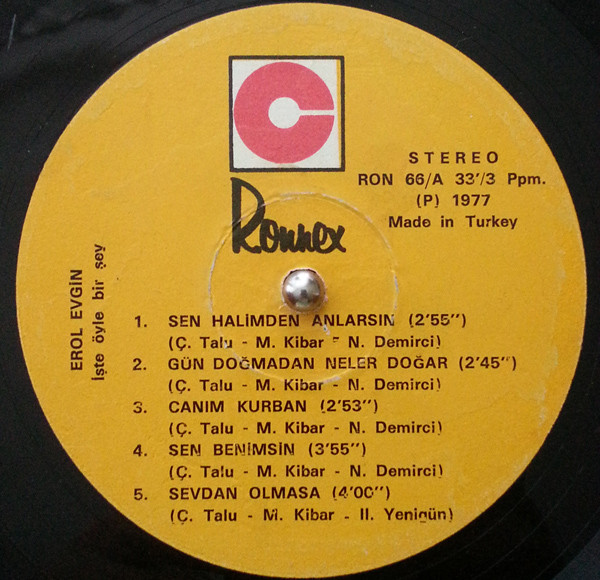 Ronnex
STEREO
RON 66/A 33'/3 Ppm.
(P) 1977
Made in Turkey
EROL EVGİN
İşte öyle bir şey
1. SEN HALİMDEN ANLARSIN (2'55'')
(Ç. Talu - M. Kibar - N. Demirci)
2. GÜN DOĞMADAN NELER DOĞAR (2'45'')
(Ç. Talu - M. Kibar - N. Demirci)
3. CANIM KURBAN (2'53'')
(Ç. Talu - M. Kibar - N. Demirci)
4. SEN BENİMSİN (3'55'')
(Ç. Talu - M. Kibar - N. Demirci)
5. SEVDAN OLMASA (4'00'')
(Ç. Talu - M. Kibar - II. Yenigün)